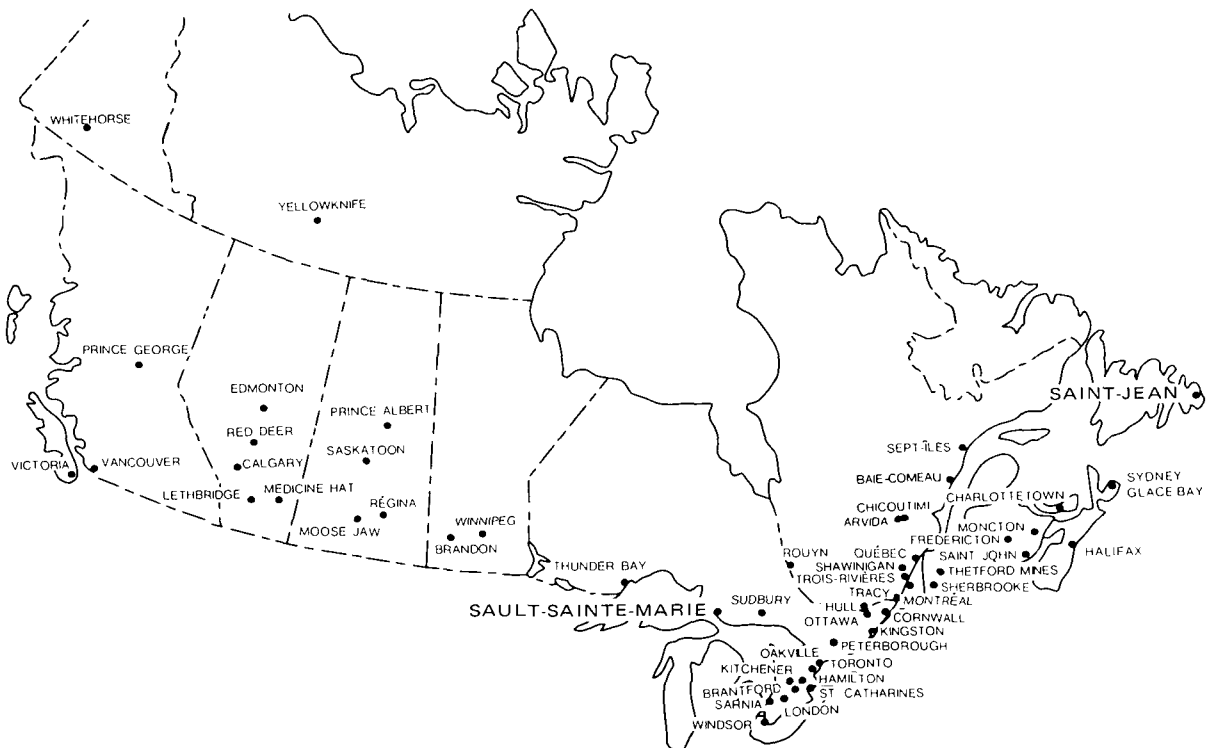 WHITEHORSE
YELLOWKNIFE
PRINCE GEORGE
EDMONTON
PRINCE ALBERT
SAINT-JEAN
RED DEER
SASKATOON
SEPT-ÎLES
VICTORIA
VANCOUVER
CALGARY
BAIE-COMEAU
SYDNEY
GLACE BAY
LETHBRIDGE
MEDICINE HAT
CHARLOTTETOWN
RÉGINA
CHICOUTIMI
ARVIDA
MOOSE JAW
WINNIPEG
MONCTON
BRANDON
FREDERICTON
ROUYN
QUÉBEC
SAINT JOHN
HALIFAX
THUNDER BAY
SHAWINIGAN
THETFORD MINES
TROIS-RIVIÈRES
SHERBROOKE
TRACY
MONTRÉAL
SAULT-SAINTE-MARIE
SUDBURY
HULL
OTTAWA
CORNWALL
KINGSTON
PETERBOROUGH
OAKVILLE
TORONTO
KITCHENER
HAMILTON
BRANTFORD
ST CATHARINES
SARNIA
LONDON
WINDSOR